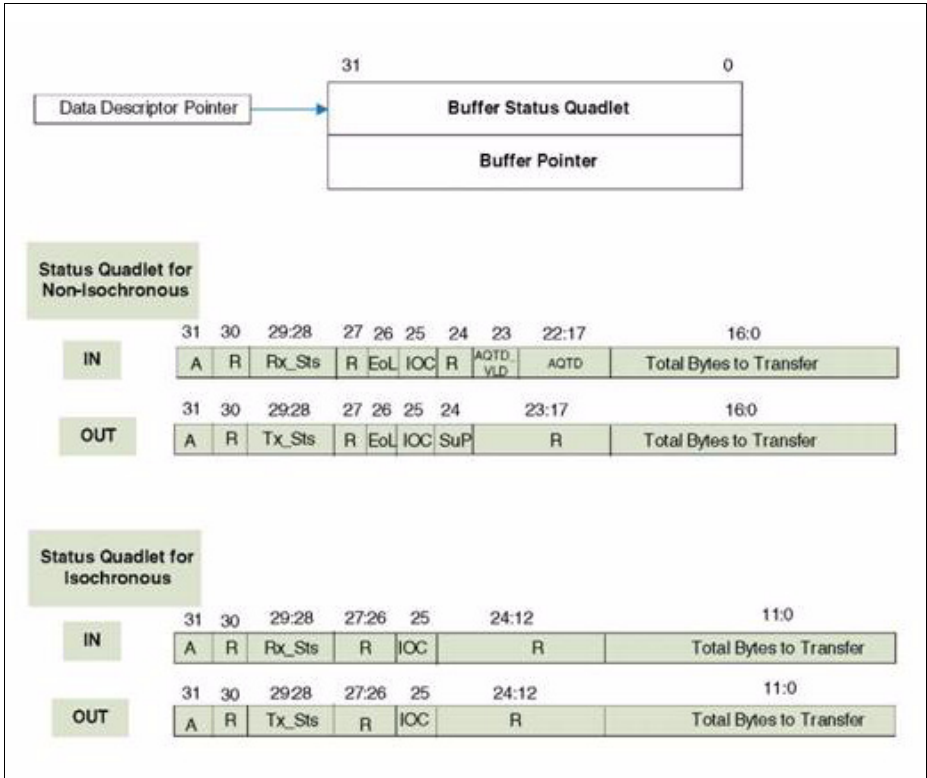 31 0
Data Descriptor Pointer
Buffer Status Quadlet
Buffer Pointer
Status Quadlet for
Non-Isochronous
31 30 29:28 27 26 25 24 23 22:17 16:0
IN
A R Rx_Sts R EoL IOC R AQTD_ VLD AQTD Total Bytes to Transfer
31 30 29:28 27 26 25 24 23:17 16:0
OUT
A R Tx_Sts R EoL IOC SuP R Total Bytes to Transfer
Status Quadlet for
Isochronous
31 30 29:28 27:26 25 24:12 11:0
IN
A R Rx_Sts R IOC R Total Bytes to Transfer
31 30 29:28 27:26 25 24:12 11:0
OUT
A R Tx_Sts R IOC R Total Bytes to Transfer